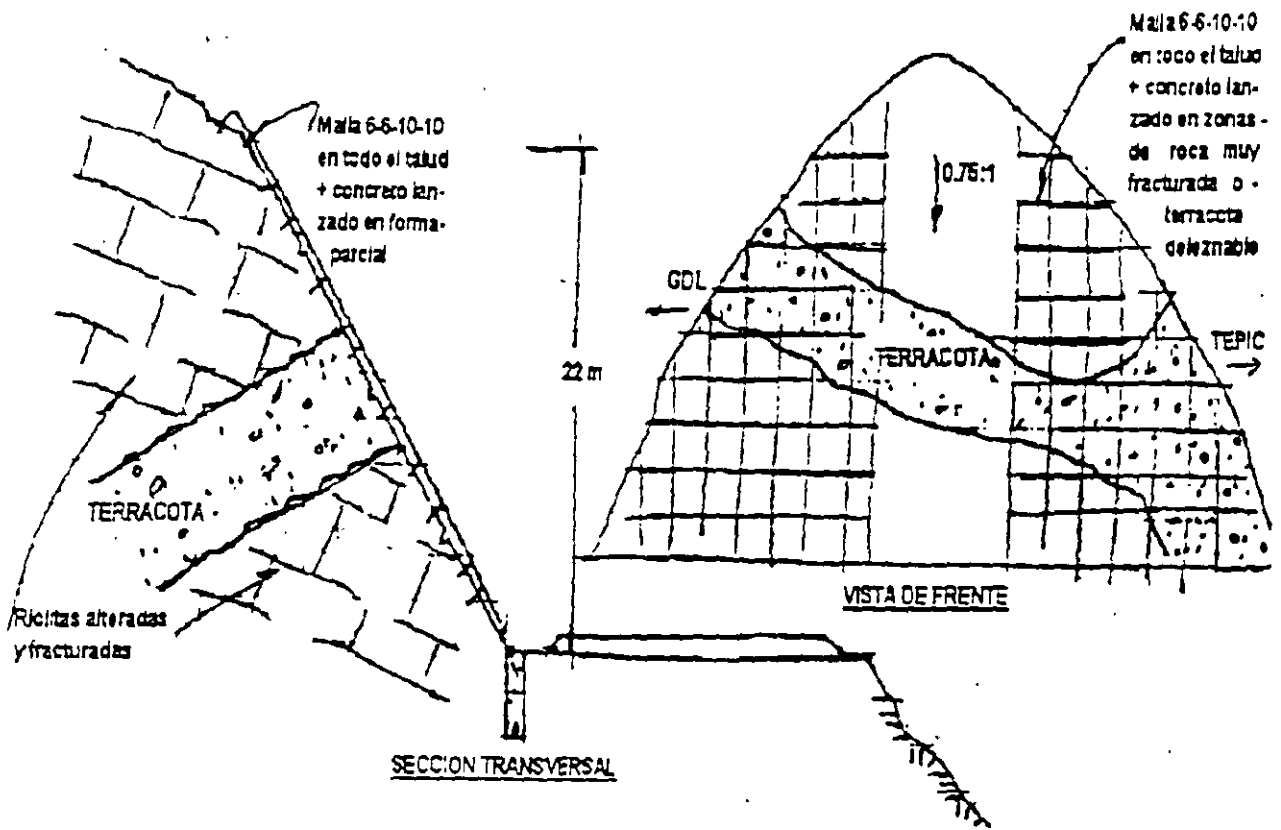 Malla 6-6-10-10
en todo el talud
+ concreto lan-
zado en forma-
parcial
TERRACOTA
Riolitas alteradas
y fracturadas
SECCION TRANSVERSAL
22 m
Malla 6-6-10-10
en todo el talud
+ concreto lan-
zado en zonas-
de roca muy
fracturada o -
terracota
deleznable
0.75:1
GDL
TERRACOTA
TEPIC
VISTA DE FRENTE